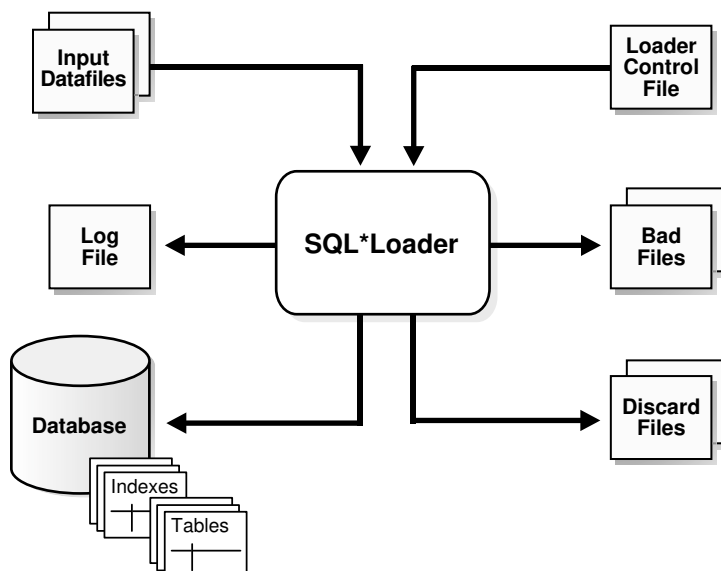 Input
Datafiles
Loader
Control
File
Log
File
SQL*Loader
Bad
Files
Database
Discard
Files
Indexes
Tables